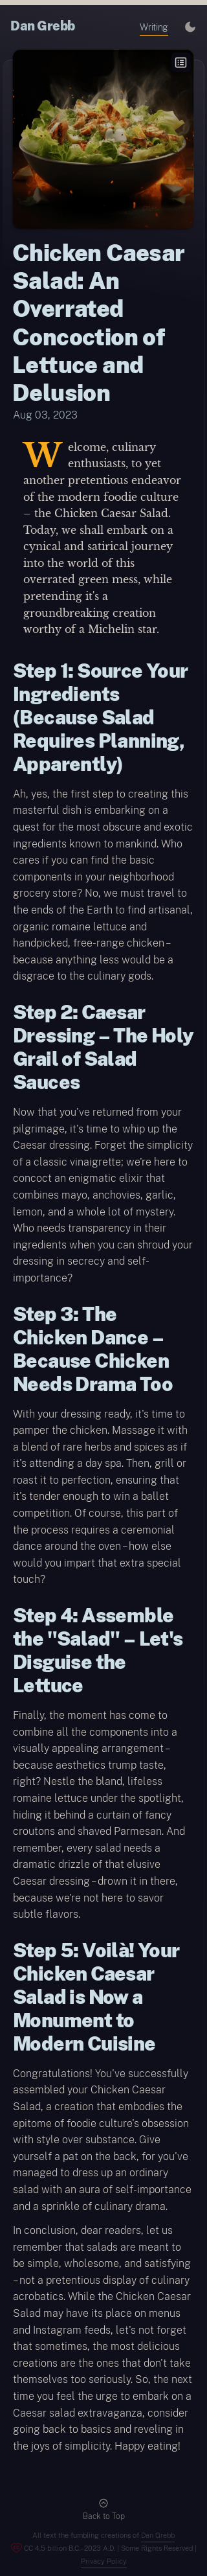 Dan Grebb
Writing
Chicken Caesar
Salad: An
Overrated
Concoction of
Lettuce and
Delusion
Aug 03, 2023
Welcome, culinary
enthusiasts, to yet
another pretentious endeavor
of the modern foodie culture
– the Chicken Caesar Salad.
Today, we shall embark on a
cynical and satirical journey
into the world of this
overrated green mess, while
pretending it's a
groundbreaking creation
worthy of a Michelin star.
Step 1: Source Your
Ingredients
(Because Salad
Requires Planning,
Apparently)
Ah, yes, the first step to creating this
masterful dish is embarking on a
quest for the most obscure and exotic
ingredients known to mankind. Who
cares if you can find the basic
components in your neighborhood
grocery store? No, we must travel to
the ends of the Earth to find artisanal,
organic romaine lettuce and
handpicked, free-range chicken –
because anything less would be a
disgrace to the culinary gods.
Step 2: Caesar
Dressing – The Holy
Grail of Salad
Sauces
Now that you've returned from your
pilgrimage, it's time to whip up the
Caesar dressing. Forget the simplicity
of a classic vinaigrette; we're here to
concoct an enigmatic elixir that
combines mayo, anchovies, garlic,
lemon, and a whole lot of mystery.
Who needs transparency in their
ingredients when you can shroud your
dressing in secrecy and self-
importance?
Step 3: The
Chicken Dance –
Because Chicken
Needs Drama Too
With your dressing ready, it's time to
pamper the chicken. Massage it with
a blend of rare herbs and spices as if
it's attending a day spa. Then, grill or
roast it to perfection, ensuring that
it's tender enough to win a ballet
competition. Of course, this part of
the process requires a ceremonial
dance around the oven – how else
would you impart that extra special
touch?
Step 4: Assemble
the "Salad" – Let's
Disguise the
Lettuce
Finally, the moment has come to
combine all the components into a
visually appealing arrangement –
because aesthetics trump taste,
right? Nestle the bland, lifeless
romaine lettuce under the spotlight,
hiding it behind a curtain of fancy
croutons and shaved Parmesan. And
remember, every salad needs a
dramatic drizzle of that elusive
Caesar dressing – drown it in there,
because we're not here to savor
subtle flavors.
Step 5: Voilà! Your
Chicken Caesar
Salad is Now a
Monument to
Modern Cuisine
Congratulations! You've successfully
assembled your Chicken Caesar
Salad, a creation that embodies the
epitome of foodie culture's obsession
with style over substance. Give
yourself a pat on the back, for you've
managed to dress up an ordinary
salad with an aura of self-importance
and a sprinkle of culinary drama.
In conclusion, dear readers, let us
remember that salads are meant to
be simple, wholesome, and satisfying
– not a pretentious display of culinary
acrobatics. While the Chicken Caesar
Salad may have its place on menus
and Instagram feeds, let's not forget
that sometimes, the most delicious
creations are the ones that don't take
themselves too seriously. So, the next
time you feel the urge to embark on a
Caesar salad extravaganza, consider
going back to basics and reveling in
the joys of simplicity. Happy eating!
Back to Top
All text the fumbling creations of Dan Grebb
CC 4.5 billion B.C.–2023 A.D. | Some Rights Reserved |
Privacy Policy